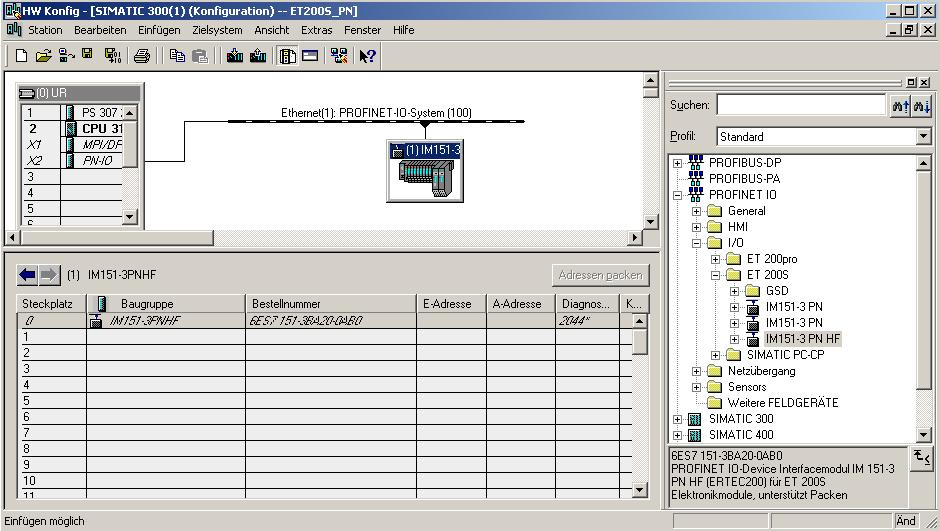 HW Konfig - [SIMATIC 300(1) (Konfiguration) -- ET200S_PN]
Station Bearbeiten Einfügen Zielsystem Ansicht Extras Fenster Hilfe
(0) UR
1 PS 307
2 CPU 31
X1 MPI/DP
X2 PN-IO
3
4
5
6
Ethernet(1): PROFINET-IO-System (100)
(1) IM151-3
(1) IM151-3PNHF
Adressen packen
Steckplatz Baugruppe Bestellnummer E-Adresse A-Adresse Diagnos... K...
0 IM151-3PNHF 6ES7 151-3BA20-0AB0 2044*
1
2
3
4
5
6
7
8
9
10
11
Suchen:
Profil: Standard
PROFIBUS-DP
PROFIBUS-PA
PROFINET IO
General
HMI
I/O
ET 200pro
ET 200S
GSD
IM151-3 PN
IM151-3 PN
IM151-3 PN HF
SIMATIC PC-CP
Netzübergang
Sensors
Weitere FELDGERÄTE
SIMATIC 300
SIMATIC 400
6ES7 151-3BA20-0AB0
PROFINET IO-Device Interfacemodul IM 151-3
PN HF (ERTEC200) für ET 200S
Elektronikmodule, unterstützt Packen
Einfügen möglich
Änd